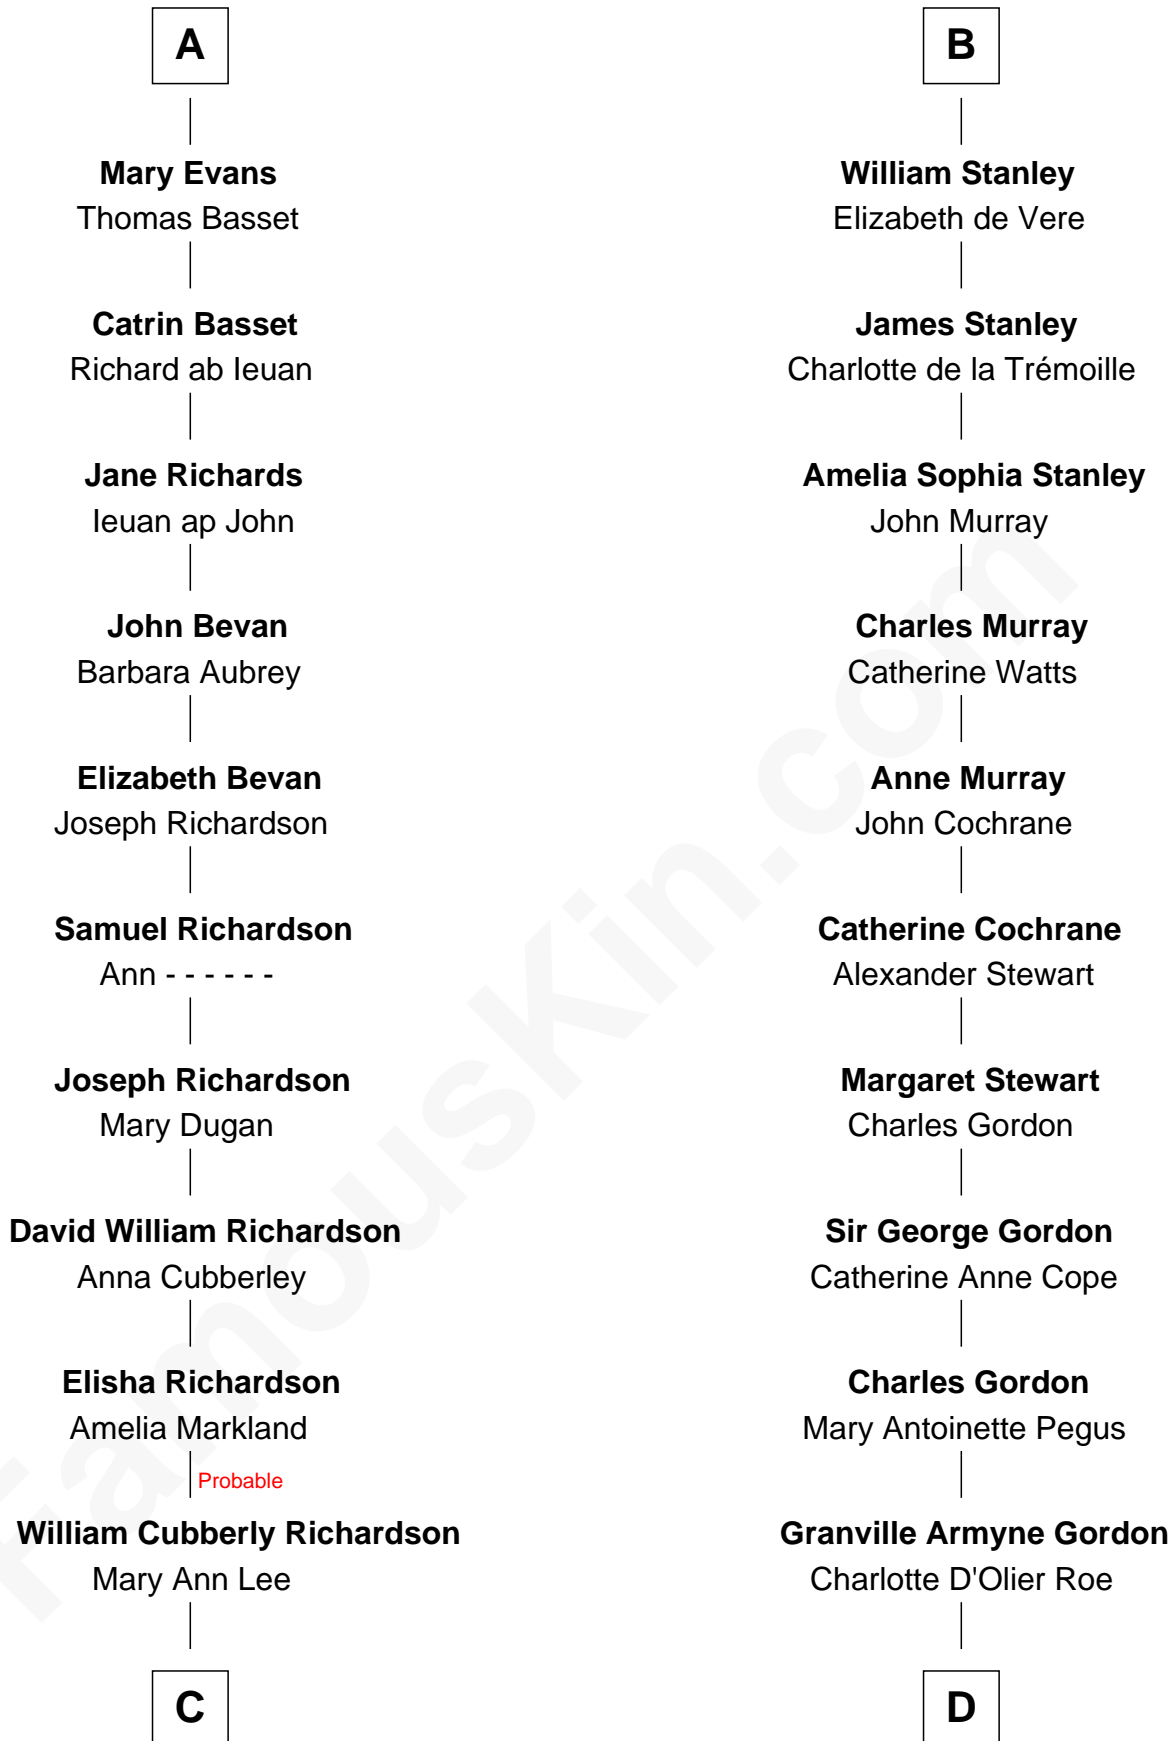 A
Mary Evans
Thomas Basset
Catrin Basset
Richard ab Ieuan
Jane Richards
Ieuan ap John
John Bevan
Barbara Aubrey
Elizabeth Bevan
Joseph Richardson
Samuel Richardson
Ann - - - - - -
Joseph Richardson
Mary Dugan
David William Richardson
Anna Cubberley
Elisha Richardson
Amelia Markland
Probable
William Cubberly Richardson
Mary Ann Lee
C
B
William Stanley
Elizabeth de Vere
James Stanley
Charlotte de la Trémoille
Amelia Sophia Stanley
John Murray
Charles Murray
Catherine Watts
Anne Murray
John Cochrane
Catherine Cochrane
Alexander Stewart
Margaret Stewart
Charles Gordon
Sir George Gordon
Catherine Anne Cope
Charles Gordon
Mary Antoinette Pegus
Granville Armyne Gordon
Charlotte D'Olier Roe
D
FamousKin.com